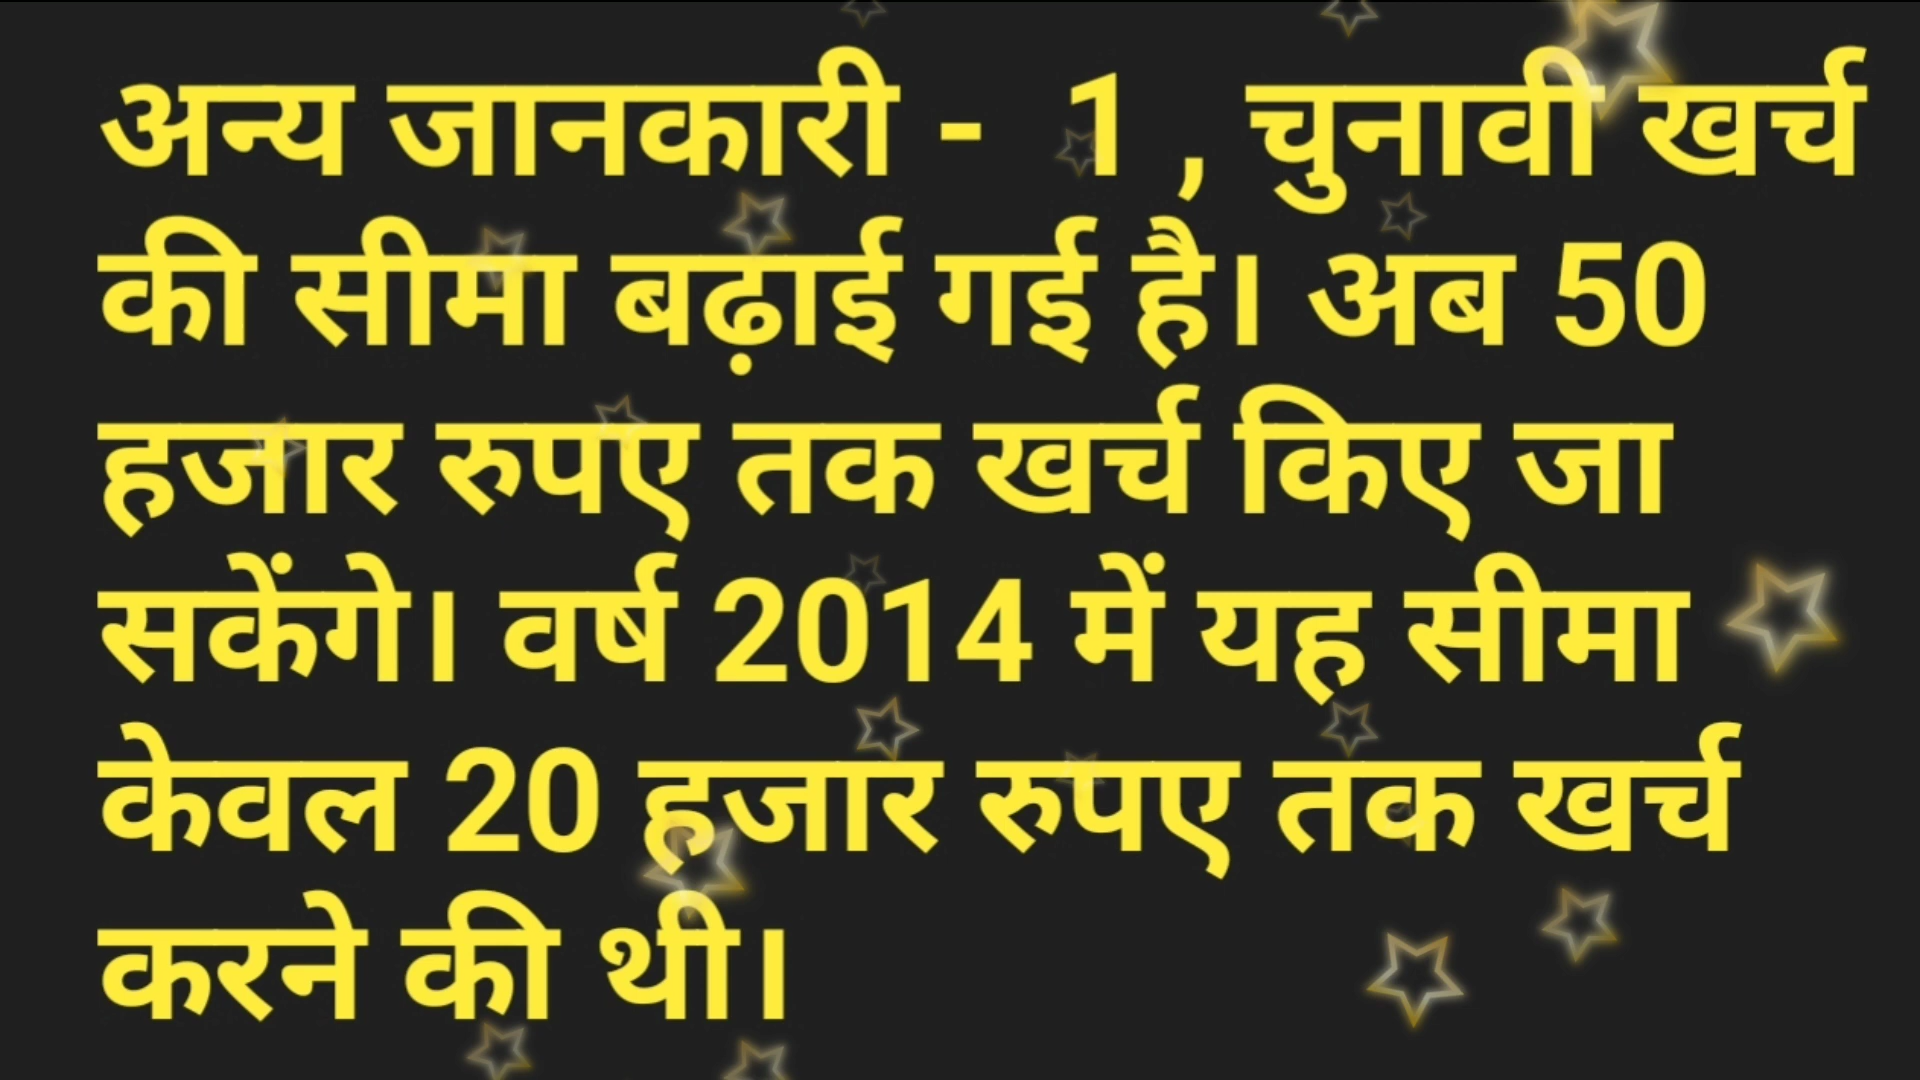 अन्य जानकारी - 1 , चुनावी खर्च
की सीमा बढ़ाई गई है। अब 50
हजार रुपए तक खर्च किए जा
सकेंगे। वर्ष 2014 में यह सीमा
केवल 20 हजार रुपए तक खर्च
करने की थी।